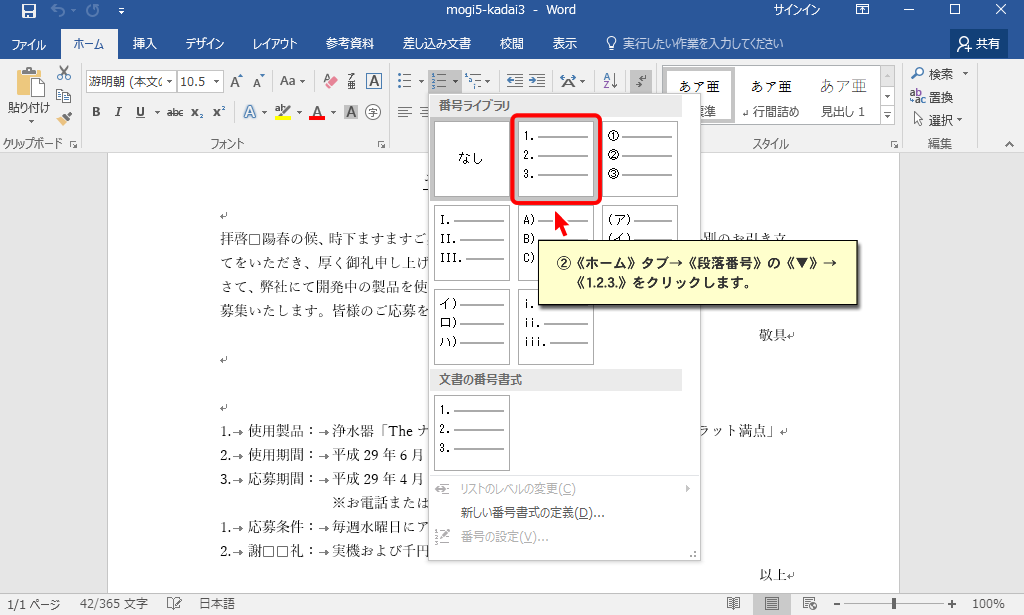 mogi5-kadai3 - Word
サインイン
ファイル ホーム 挿入 デザイン レイアウト 参考資料 差し込み文書 校閲 表示 実行したい作業を入力してください 共有
貼り付け
クリップボード
游明朝 (本文の 10.5
フォント
あア亜 あア亜 あア亜
標準 ↲ 行間詰め 見出し 1
スタイル
検索
置換
選択
編集
番号ライブラリ
なし
1.
2.
3.
①
②
③
I.
II.
III.
A)
B)
C)
(ア)
(イ)
イ)
ロ)
ハ)
i.
ii.
iii.
文書の番号書式
1.
2.
3.
リストのレベルの変更(C)
新しい番号書式の定義(D)...
番号の設定(V)...
②《ホーム》タブ→《段落番号》の《▼》→
《1.2.3.》をクリックします。
拝啓□陽春の候、時下ますますご
別のお引き立
てをいただき、厚く御礼申し上げ
さて、弊社にて開発中の製品を使
募集いたします。皆様のご応募を
敬具↵
1.→使用製品：→浄水器「The ナ
ラット満点」↵
2.→使用期間：→平成 29 年 6 月
3.→応募期間：→平成 29 年 4 月
※お電話または
1.→応募条件：→毎週水曜日にア
2.→謝□□礼：→実機および千円
以上↵
1/1 ページ 42/365 文字 日本語 100%